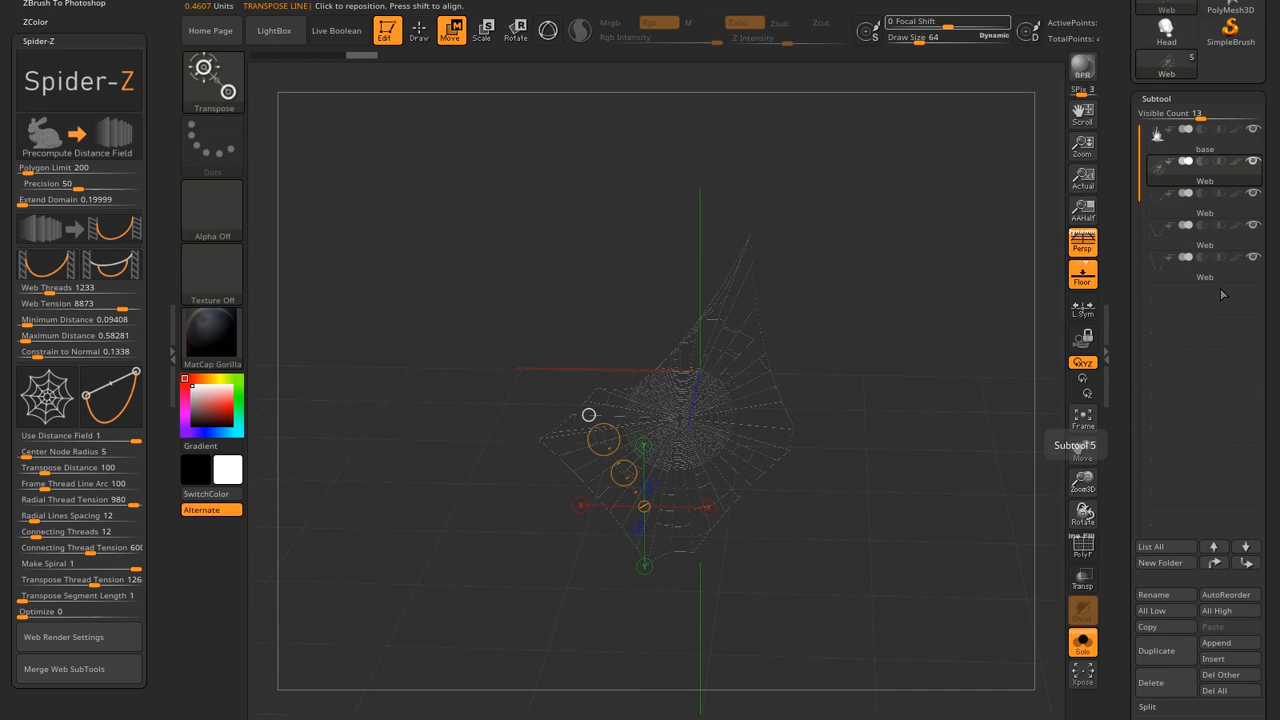 ZBrush To Photoshop
ZColor
Spider-Z
Spider-Z
Precompute Distance Field
Polygon Limit 200
Precision 50
Extend Domain 0.19999
Web Threads 1233
Web Tension 8873
Minimum Distance 0.09408
Maximum Distance 0.58281
Constrain to Normal 0.1338
Use Distance Field 1
Center Node Radius 5
Transpose Distance 100
Frame Thread Line Arc 100
Radial Thread Tension 980
Radial Lines Spacing 12
Connecting Threads 12
Connecting Thread Tension 600
Make Spiral 1
Transpose Thread Tension 126
Transpose Segment Length 1
Optimize 0
Web Render Settings
Merge Web SubTools
0.4607 Units TRANSPOSE LINE| Click to reposition. Press shift to align.
Home Page LightBox Live Boolean Edit Draw Move Scale Rotate
Mrgb Rgb M Zadd Zsub Zcut
Rgb Intensity Z Intensity
0 Focal Shift
Draw Size 64 Dynamic
ActivePoints:
TotalPoints:
Transpose
Dots
Alpha Off
Texture Off
MatCap Gorilla
Gradient
SwitchColor
Alternate
BPR
SPix 3
Scroll
Zoom
Actual
AAHalf
Dynamic
Persp
Floor
L.Sym
XYZ
Frame
Subtool 5
Move
Zoom3D
Rotate
Line Fill
PolyF
Transp
Ghost
Solo
Xpose
PolyMesh3D
Head
SimpleBrush
5
Web
Subtool
Visible Count 13
base
Web
Web
Web
Web
List All
New Folder
Rename AutoReorder
All Low All High
Copy Paste
Duplicate Append
Insert
Delete Del Other
Del All
Split